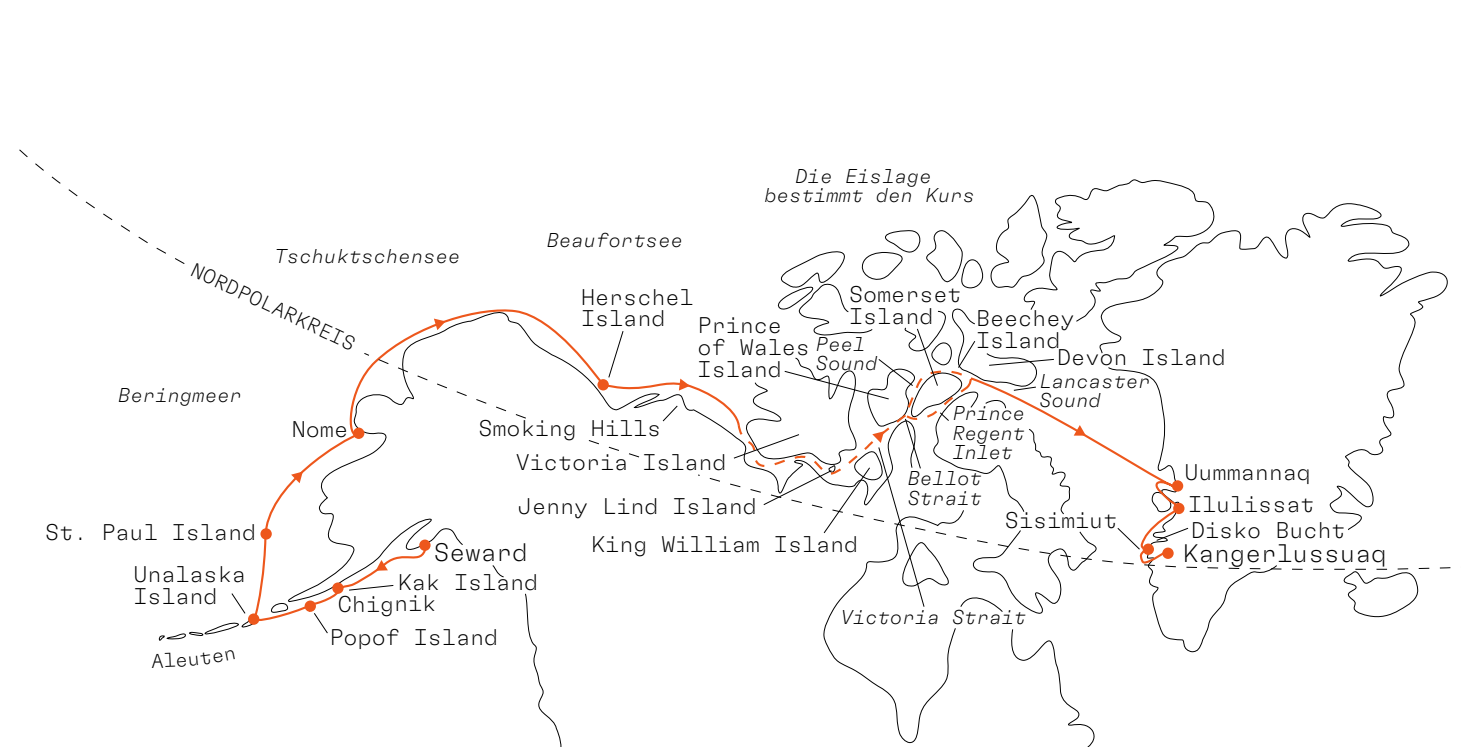 Die Eislage
bestimmt den Kurs
Beaufortsee
Tschuktschensee
NORDPOLARKREIS
Herschel
Island
Somerset
Island
Prince
of Wales
Island
Peel
Sound
Beechey
Island
Devon Island
Lancaster
Sound
Beringmeer
Nome
Smoking Hills
Prince
Regent
Inlet
Victoria Island
Bellot
Strait
Uummannaq
Jenny Lind Island
Ilulissat
Sisimiut
Disko Bucht
St. Paul Island
King William Island
Seward
Kangerlussuaq
Unalaska
Island
Kak Island
Chignik
Popof Island
Victoria Strait
Aleuten